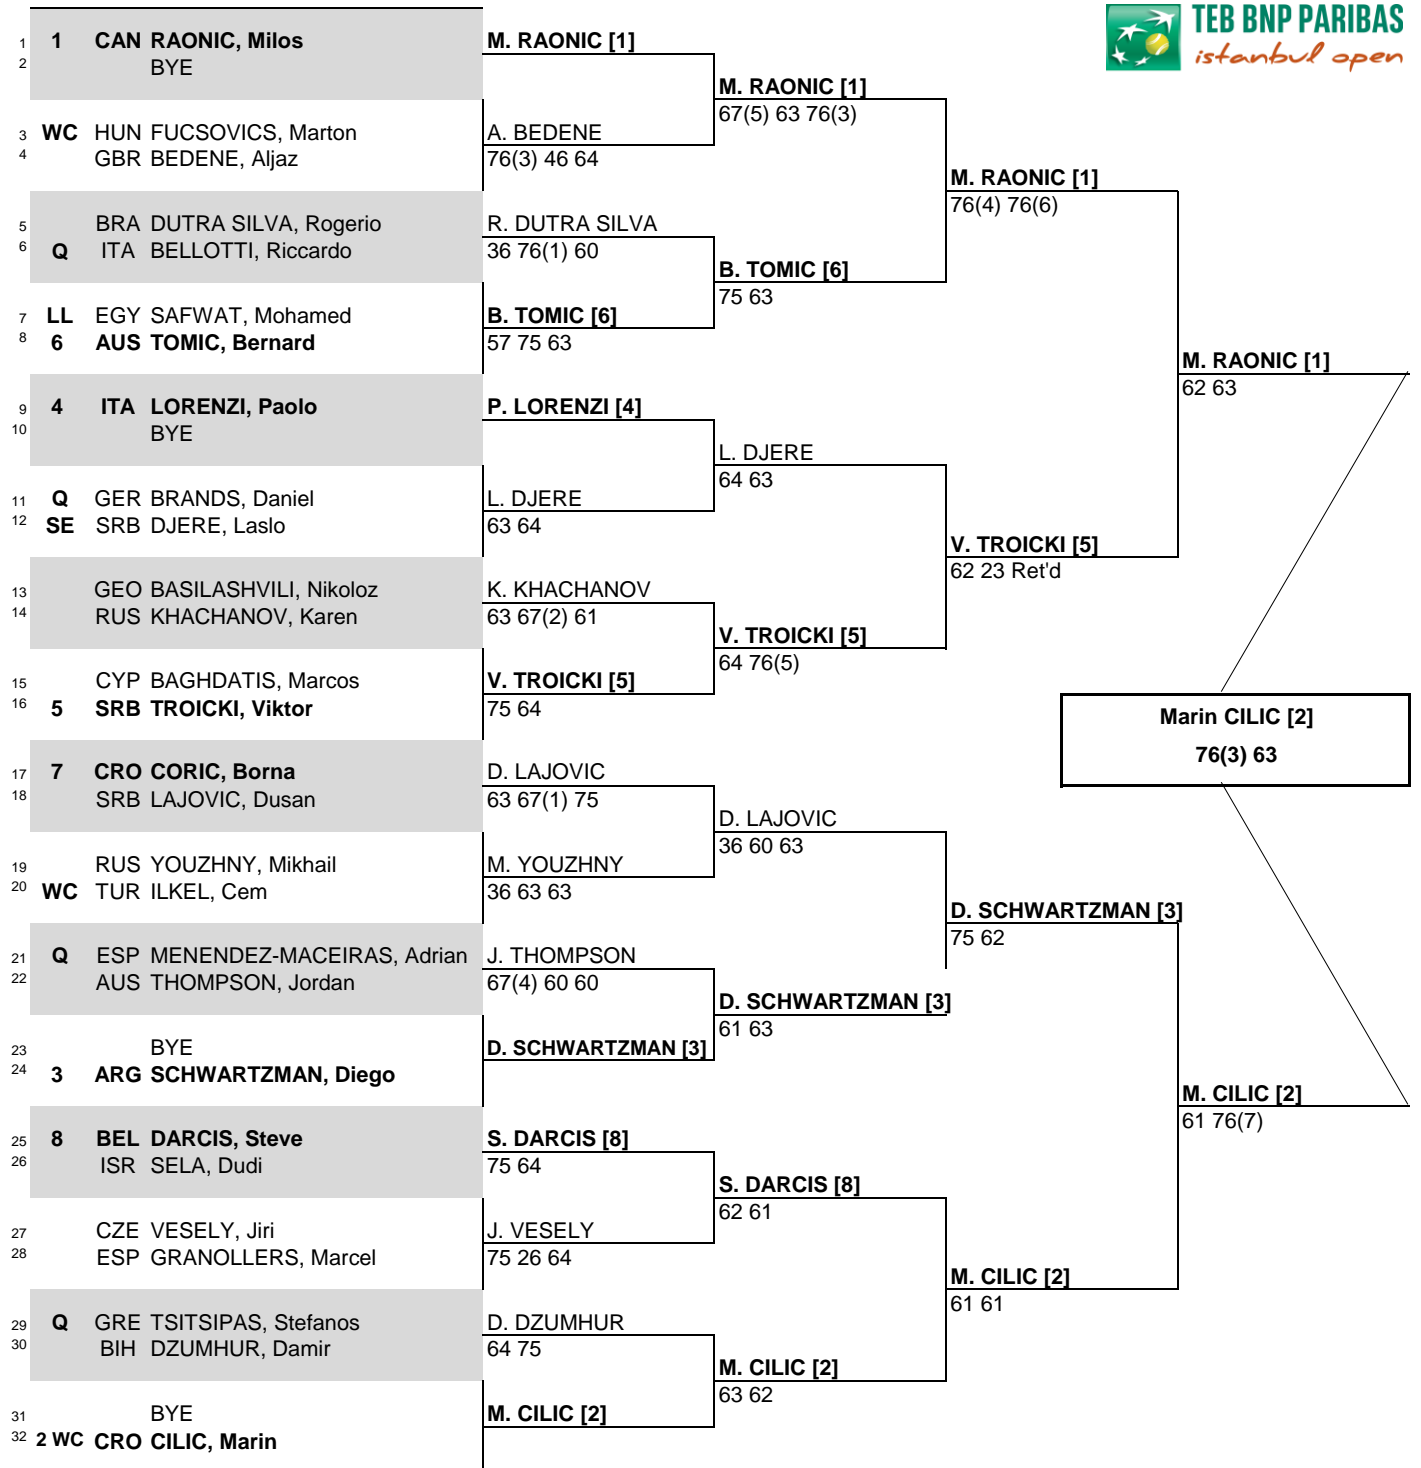 TEB BNP PARIBAS
istanbul open
1 1 CAN RAONIC, Milos
2 BYE
3 WC HUN FUCSOVICS, Marton
4 GBR BEDENE, Aljaz
5 BRA DUTRA SILVA, Rogerio
6 Q ITA BELLOTTI, Riccardo
7 LL EGY SAFWAT, Mohamed
8 6 AUS TOMIC, Bernard
9 4 ITA LORENZI, Paolo
10 BYE
11 Q GER BRANDS, Daniel
12 SE SRB DJERE, Laslo
13 GEO BASILASHVILI, Nikoloz
14 RUS KHACHANOV, Karen
15 CYP BAGHDATIS, Marcos
16 5 SRB TROICKI, Viktor
17 7 CRO CORIC, Borna
18 SRB LAJOVIC, Dusan
19 RUS YOUZHNY, Mikhail
20 WC TUR ILKEL, Cem
21 Q ESP MENENDEZ-MACEIRAS, Adrian
22 AUS THOMPSON, Jordan
23 BYE
24 3 ARG SCHWARTZMAN, Diego
25 8 BEL DARCIS, Steve
26 ISR SELA, Dudi
27 CZE VESELY, Jiri
28 ESP GRANOLLERS, Marcel
29 Q GRE TSITSIPAS, Stefanos
30 BIH DZUMHUR, Damir
31 BYE
32 2 WC CRO CILIC, Marin
M. RAONIC [1]
A. BEDENE
76(3) 46 64
R. DUTRA SILVA
36 76(1) 60
B. TOMIC [6]
57 75 63
P. LORENZI [4]
L. DJERE
63 64
K. KHACHANOV
63 67(2) 61
V. TROICKI [5]
75 64
D. LAJOVIC
63 67(1) 75
M. YOUZHNY
36 63 63
J. THOMPSON
67(4) 60 60
D. SCHWARTZMAN [3]
S. DARCIS [8]
75 64
J. VESELY
75 26 64
D. DZUMHUR
64 75
M. CILIC [2]
M. RAONIC [1]
67(5) 63 76(3)
B. TOMIC [6]
75 63
L. DJERE
64 63
V. TROICKI [5]
64 76(5)
D. LAJOVIC
36 60 63
D. SCHWARTZMAN [3]
61 63
S. DARCIS [8]
62 61
M. CILIC [2]
63 62
M. RAONIC [1]
76(4) 76(6)
V. TROICKI [5]
62 23 Ret'd
D. SCHWARTZMAN [3]
75 62
M. CILIC [2]
61 61
M. RAONIC [1]
62 63
M. CILIC [2]
61 76(7)
Marin CILIC [2]
76(3) 63